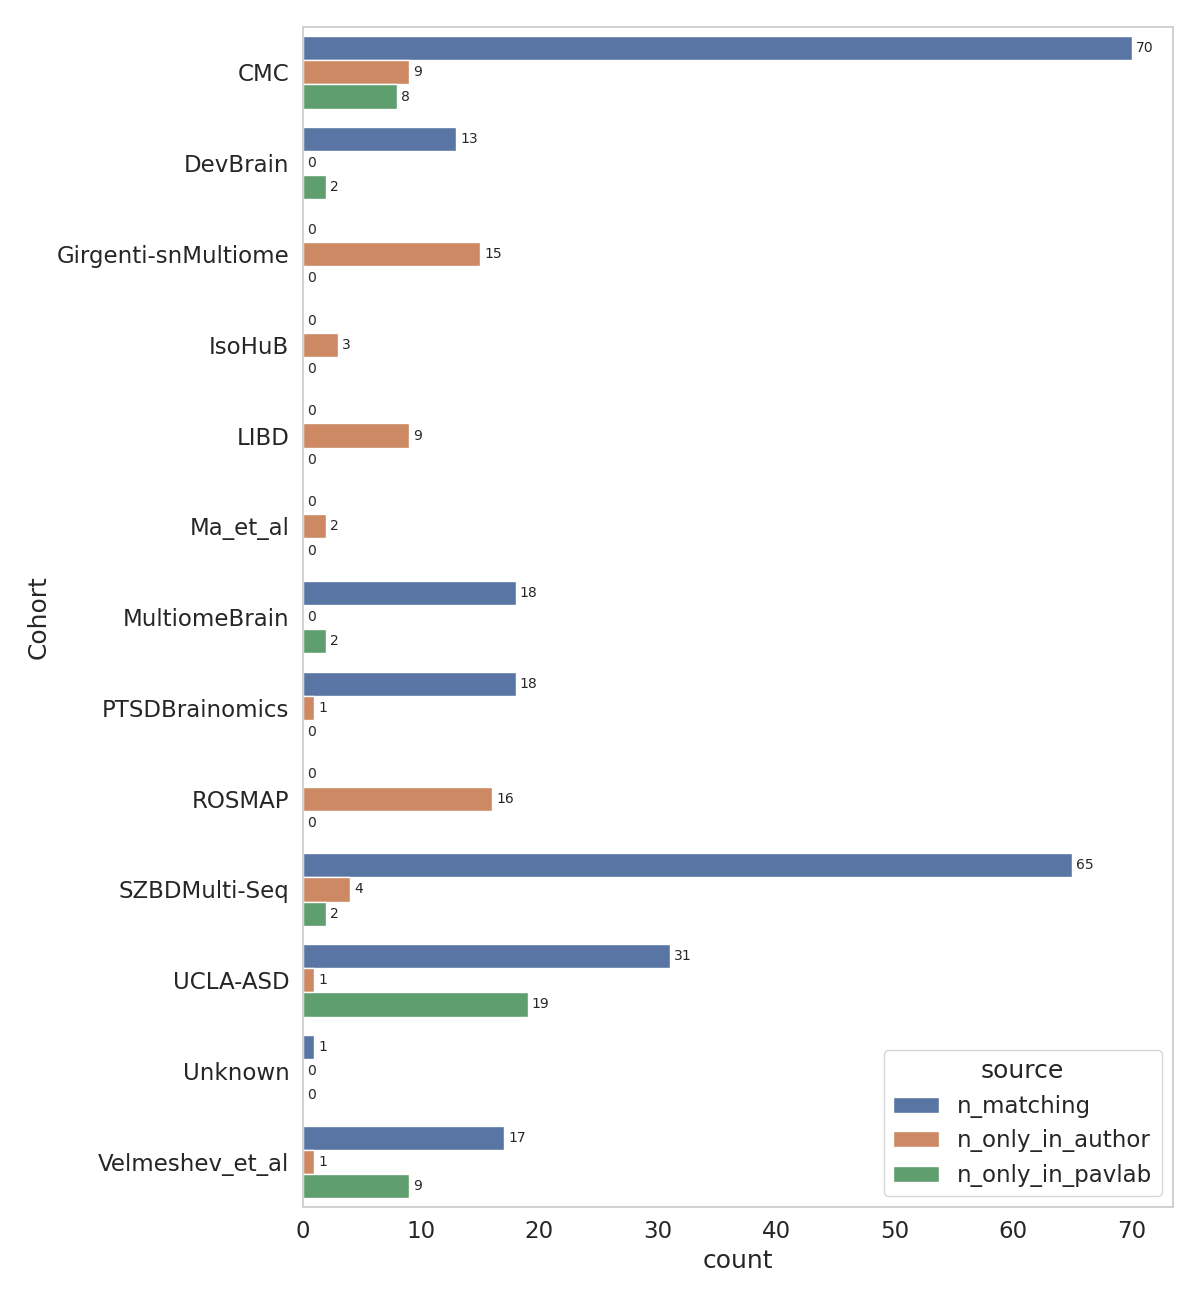 CMC
70
9
8
DevBrain
13
0
2
Girgenti-snMultiome
0
15
0
IsoHuB
0
3
0
LIBD
0
9
0
Ma_et_al
0
2
0
MultiomeBrain
18
0
2
PTSDBrainomics
18
1
0
ROSMAP
0
16
0
SZBDMulti-Seq
65
4
2
UCLA-ASD
31
1
19
Unknown
1
0
0
Velmeshev_et_al
17
1
9
Cohort
0 10 20 30 40 50 60 70
count
source
n_matching
n_only_in_author
n_only_in_pavlab